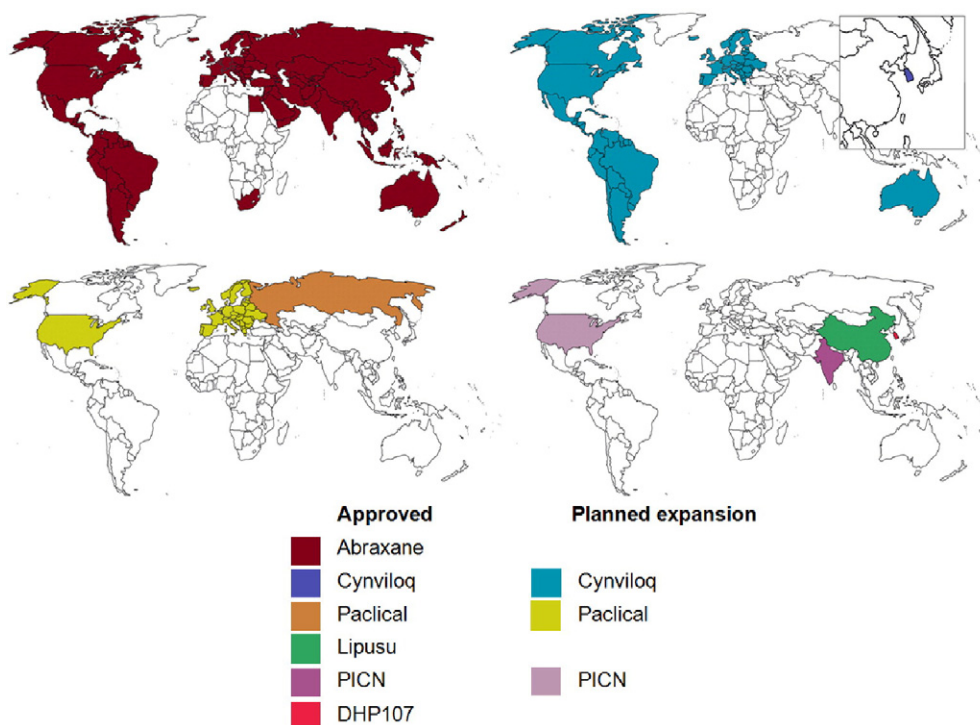 Approved Planned expansion
Abraxane
Cynviloq Cynviloq
Paclical Paclical
Lipusu
PICN PICN
DHP107